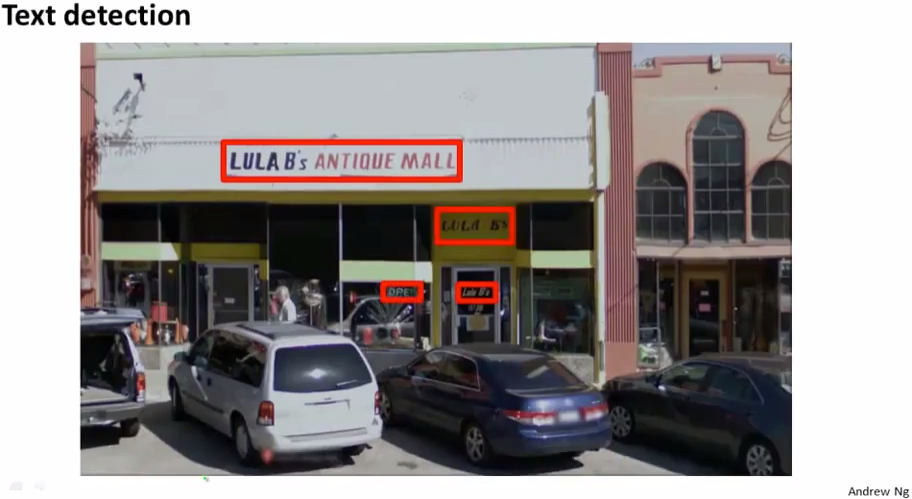 Text detection
LULA B's ANTIQUE MALL
LULA B's
OPEN
Lula B's
Andrew Ng